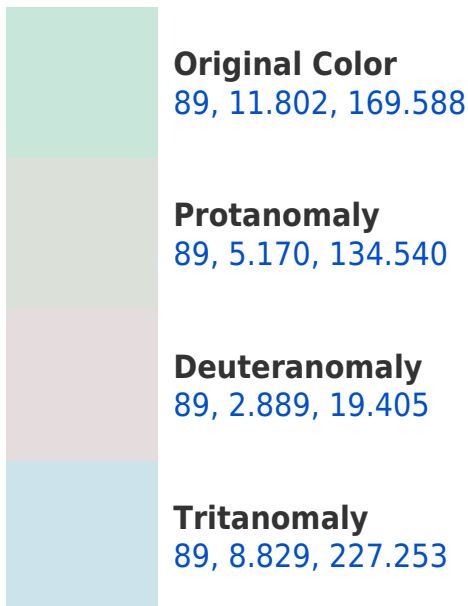 Original Color
89, 11.802, 169.588
Protanomaly
89, 5.170, 134.540
Deuteranomaly
89, 2.889, 19.405
Tritanomaly
89, 8.829, 227.253